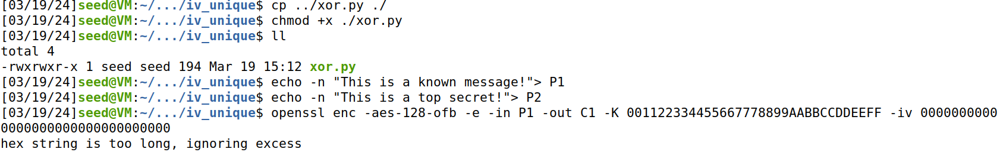 [03/19/24]seed@VM:~/.../iv_unique$ cp ../xor.py ./
[03/19/24]seed@VM:~/.../iv_unique$ chmod +x ./xor.py
[03/19/24]seed@VM:~/.../iv_unique$ ll
total 4
-rwxrwxr-x 1 seed seed 194 Mar 19 15:12 xor.py
[03/19/24]seed@VM:~/.../iv_unique$ echo -n "This is a known message!"> P1
[03/19/24]seed@VM:~/.../iv_unique$ echo -n "This is a top secret!"> P2
[03/19/24]seed@VM:~/.../iv_unique$ openssl enc -aes-128-ofb -e -in P1 -out C1 -K 001122334455667778899AABBCCDDEEFF -iv 0000000000
0000000000000000000000
hex string is too long, ignoring excess